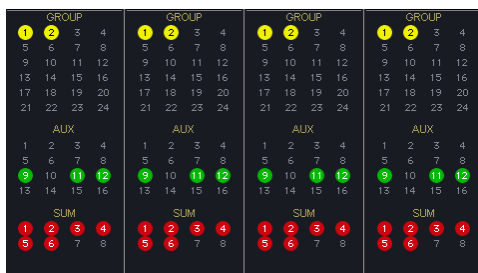 GROUP GROUP GROUP GROUP
1 2 3 4 1 2 3 4 1 2 3 4 1 2 3 4
5 6 7 8 5 6 7 8 5 6 7 8 5 6 7 8
9 10 11 12 9 10 11 12 9 10 11 12 9 10 11 12
13 14 15 16 13 14 15 16 13 14 15 16 13 14 15 16
17 18 19 20 17 18 19 20 17 18 19 20 17 18 19 20
21 22 23 24 21 22 23 24 21 22 23 24 21 22 23 24
AUX AUX AUX AUX
1 2 3 4 1 2 3 4 1 2 3 4 1 2 3 4
5 6 7 8 5 6 7 8 5 6 7 8 5 6 7 8
9 10 11 12 9 10 11 12 9 10 11 12 9 10 11 12
13 14 15 16 13 14 15 16 13 14 15 16 13 14 15 16
SUM SUM SUM SUM
1 2 3 4 1 2 3 4 1 2 3 4 1 2 3 4
5 6 7 8 5 6 7 8 5 6 7 8 5 6 7 8